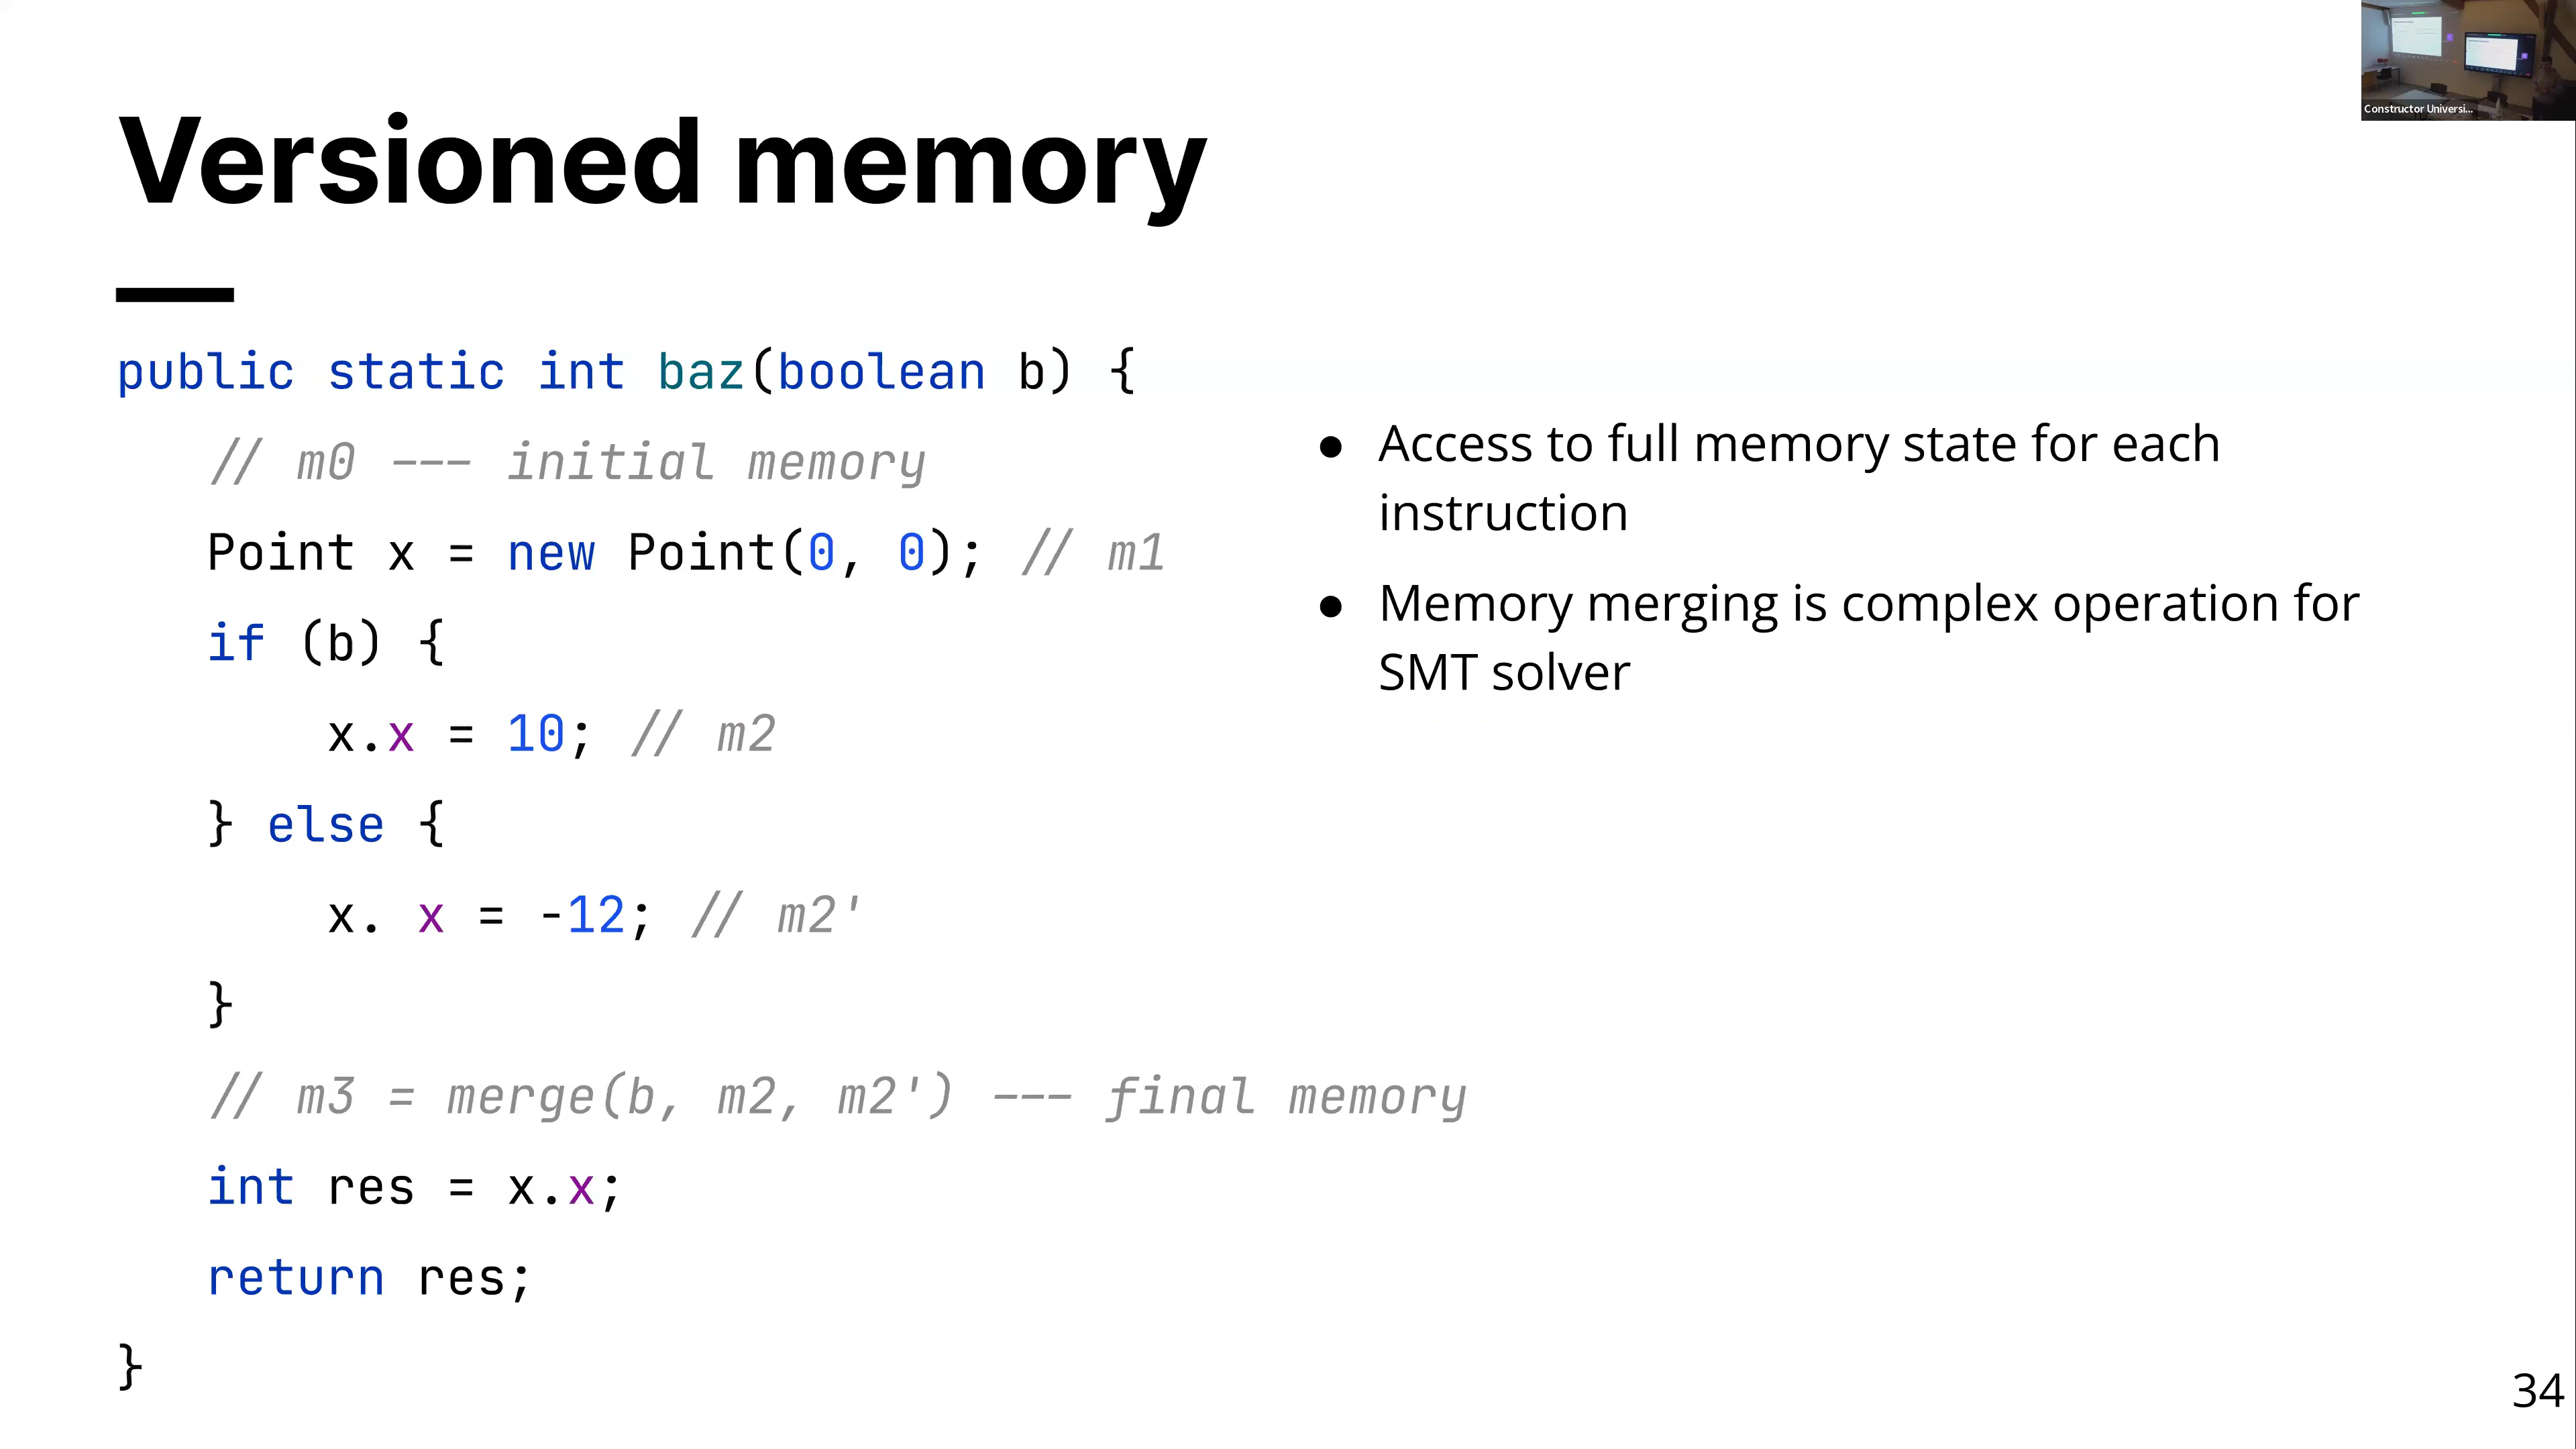 Constructor Universi...
Versioned memory
public static int baz(boolean b) {
// m0 --- initial memory
Point x = new Point(0, 0); // m1
if (b) {
x.x = 10; // m2
} else {
x. x = -12; // m2'
}
// m3 = merge(b, m2, m2') --- final memory
int res = x.x;
return res;
}
● Access to full memory state for each
instruction
● Memory merging is complex operation for
SMT solver
34